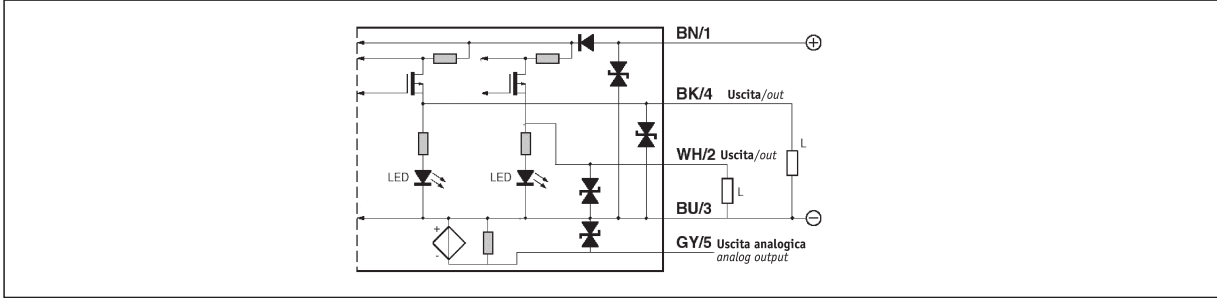 BN/1
+
BK/4 Uscita/out
L
WH/2 Uscita/out
LED
LED
L
BU/3
-
+
-
GY/5 Uscita analogica
analog output